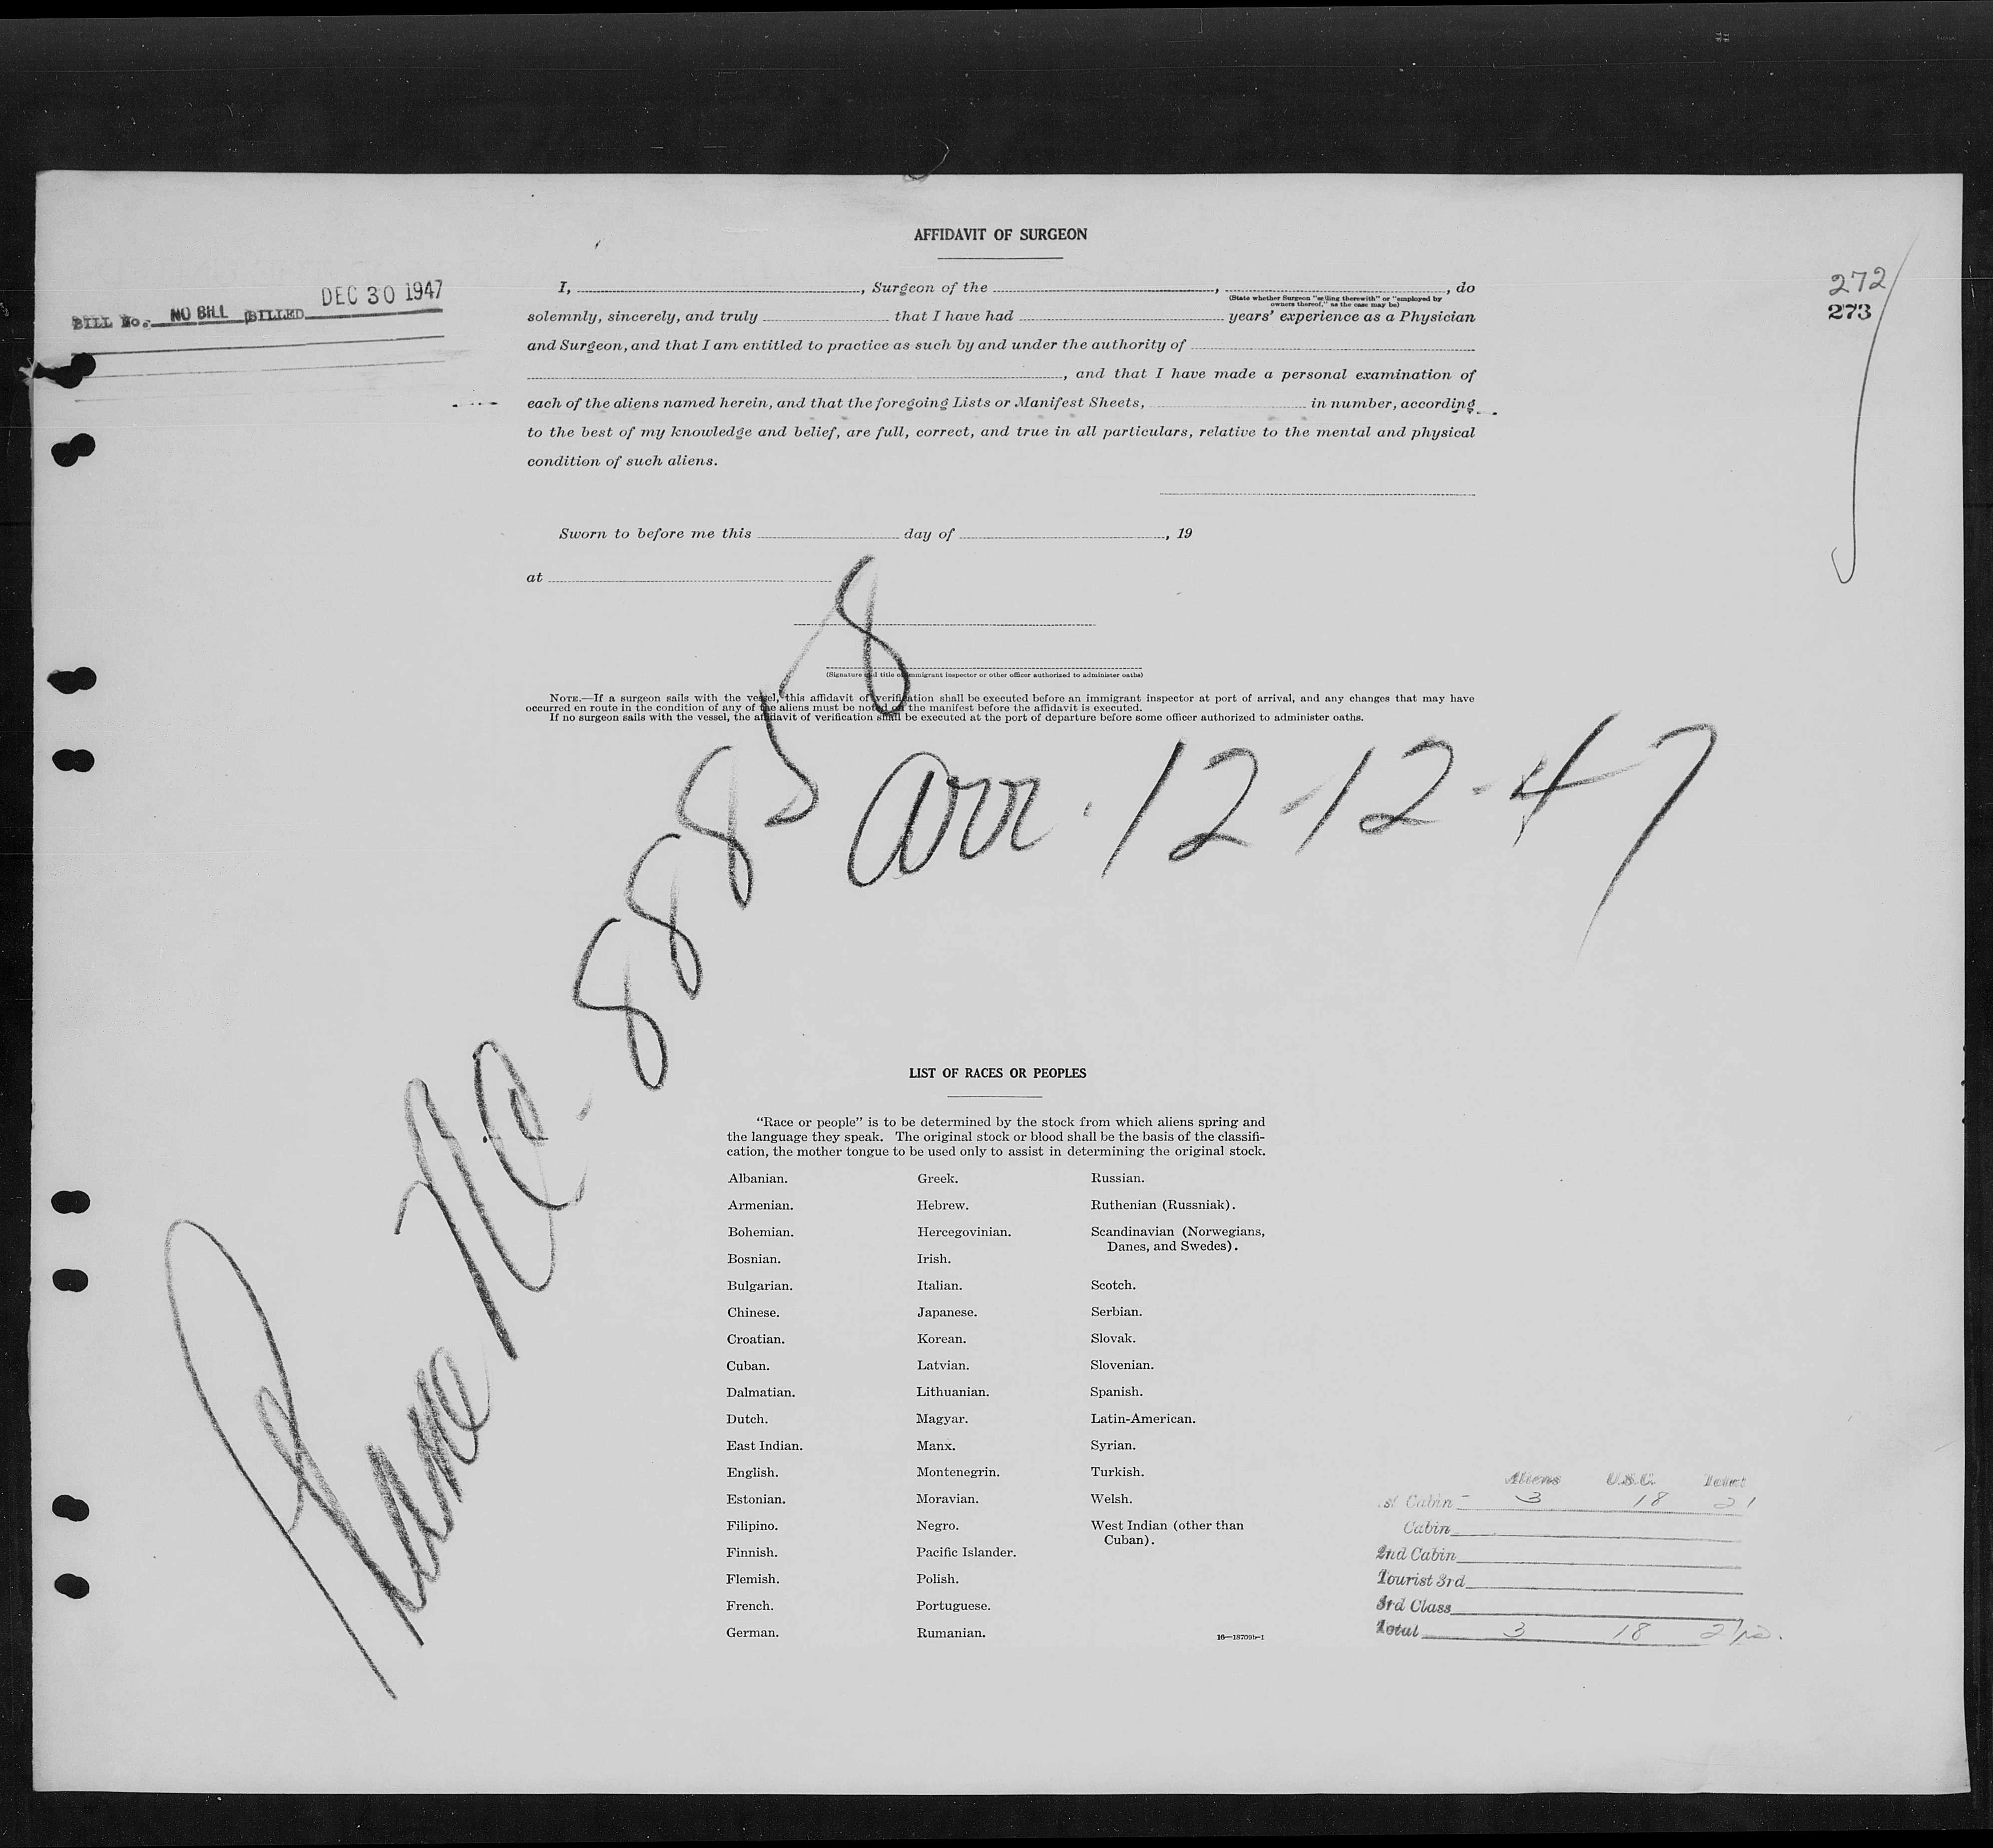 AFFIDAVIT OF SURGEON
BILL No. NO BILL BILLED DEC 30 1947
272
273
I, , Surgeon of the , , do
(State whether Surgeon "sailing therewith" or "employed by
owners thereof," as the case may be)
solemnly, sincerely, and truly that I have had years' experience as a Physician
and Surgeon, and that I am entitled to practice as such by and under the authority of
, and that I have made a personal examination of
each of the aliens named herein, and that the foregoing Lists or Manifest Sheets, in number, according
to the best of my knowledge and belief, are full, correct, and true in all particulars, relative to the mental and physical
condition of such aliens.
Sworn to before me this day of , 19
at
(Signature and title of immigrant inspector or other officer authorized to administer oaths)
NOTE.—If a surgeon sails with the vessel, this affidavit of verification shall be executed before an immigrant inspector at port of arrival, and any changes that may have
occurred en route in the condition of any of the aliens must be noted on the manifest before the affidavit is executed.
If no surgeon sails with the vessel, the affidavit of verification shall be executed at the port of departure before some officer authorized to administer oaths.
Plane NC-88858
arr. 12-12-47
LIST OF RACES OR PEOPLES
"Race or people" is to be determined by the stock from which aliens spring and
the language they speak. The original stock or blood shall be the basis of the classifi-
cation, the mother tongue to be used only to assist in determining the original stock.
Albanian.
Armenian.
Bohemian.
Bosnian.
Bulgarian.
Chinese.
Croatian.
Cuban.
Dalmatian.
Dutch.
East Indian.
English.
Estonian.
Filipino.
Finnish.
Flemish.
French.
German.
Greek.
Hebrew.
Hercegovinian.
Irish.
Italian.
Japanese.
Korean.
Latvian.
Lithuanian.
Magyar.
Manx.
Montenegrin.
Moravian.
Negro.
Pacific Islander.
Polish.
Portuguese.
Rumanian.
Russian.
Ruthenian (Russniak).
Scandinavian (Norwegians,
Danes, and Swedes).
Scotch.
Serbian.
Slovak.
Slovenian.
Spanish.
Latin-American.
Syrian.
Turkish.
Welsh.
West Indian (other than
Cuban).
16—18709b-1
Aliens U.S.C. Total
1st Cabin 3 18 21
Cabin
2nd Cabin
Tourist 3rd
3rd Class
Total 3 18 21